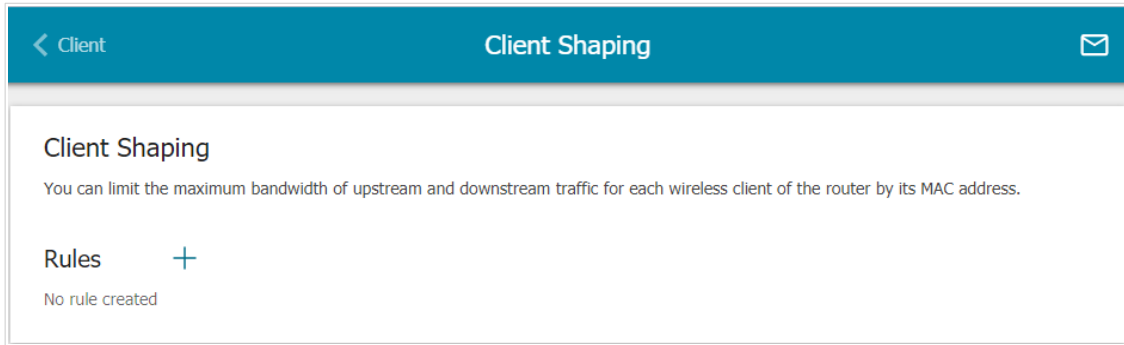 Client
Client Shaping
Client Shaping
You can limit the maximum bandwidth of upstream and downstream traffic for each wireless client of the router by its MAC address.
Rules
No rule created